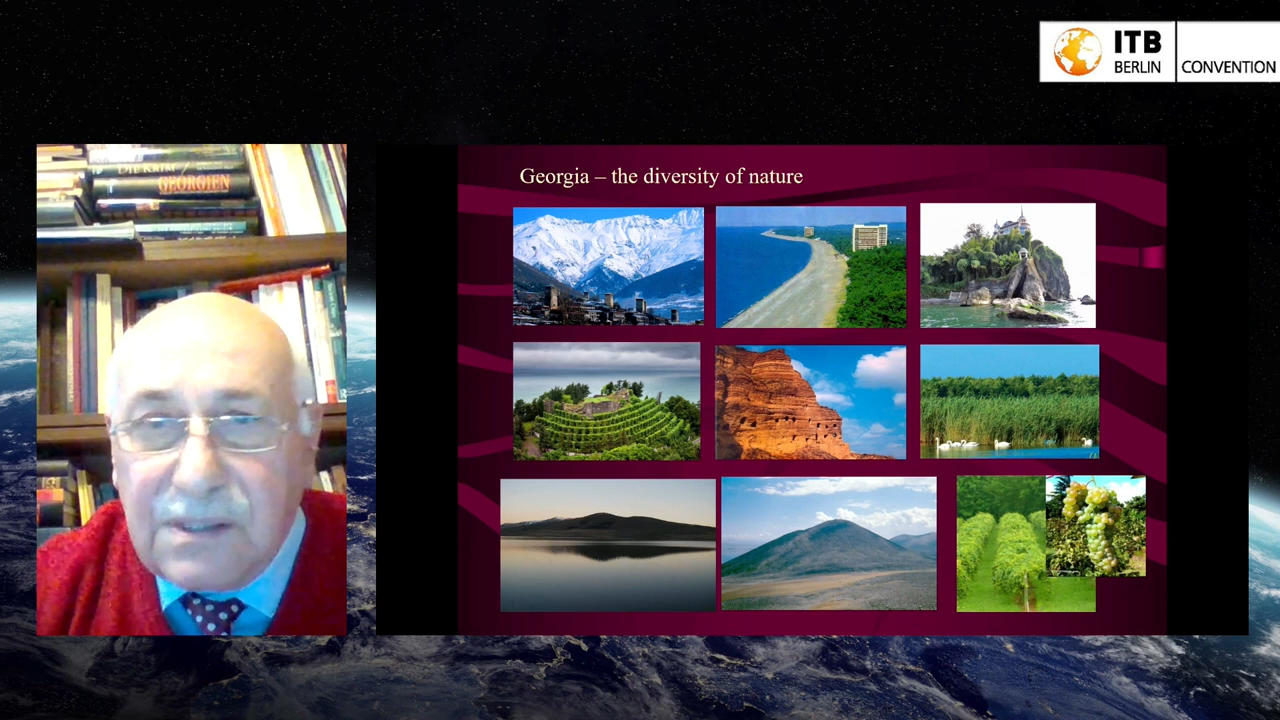 ITB
BERLIN
CONVENTION
DIE KRIM
GEORGIEN
Georgia – the diversity of nature